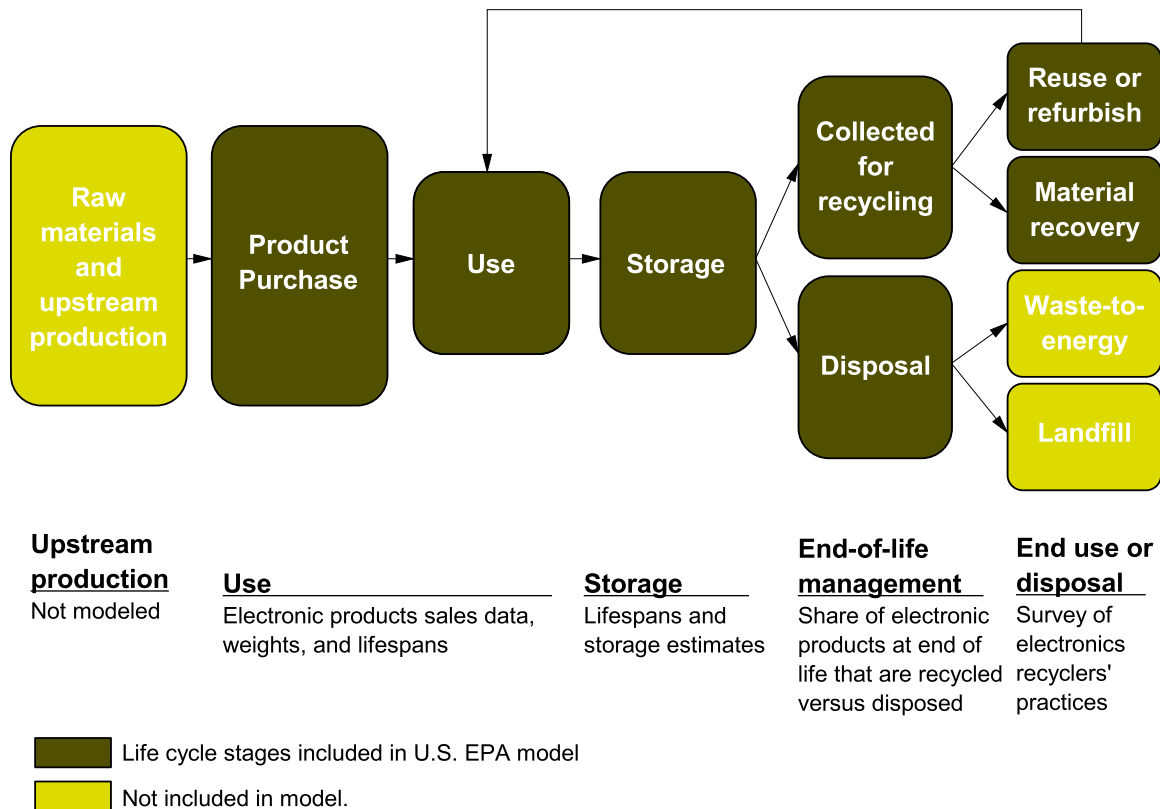 Raw
materials
and
upstream
production
Product
Purchase
Use
Storage
Collected
for
recycling
Disposal
Reuse or
refurbish
Material
recovery
Waste-to-
energy
Landfill
Upstream
production
Not modeled
Use
Electronic products sales data,
weights, and lifespans
Storage
Lifespans and
storage estimates
End-of-life
management
Share of electronic
products at end of
life that are recycled
versus disposed
End use or
disposal
Survey of
electronics
recyclers'
practices
Life cycle stages included in U.S. EPA model
Not included in model.